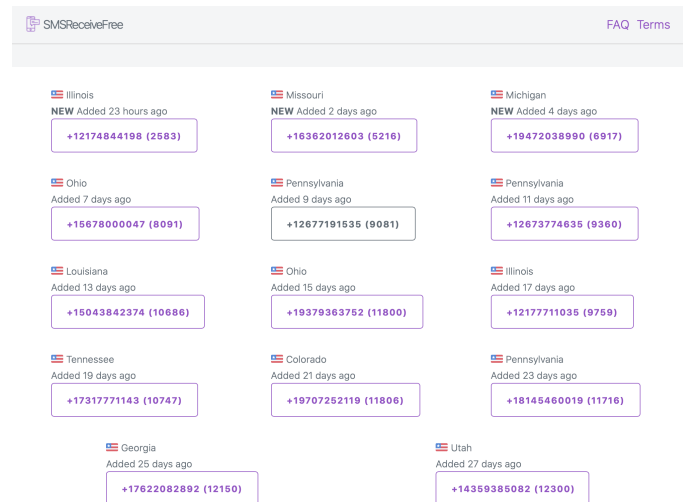 SMSReceiveFree
FAQ Terms
Illinois
NEW Added 23 hours ago
+12174844198 (2583)
Missouri
NEW Added 2 days ago
+16362012603 (5216)
Michigan
NEW Added 4 days ago
+19472038990 (6917)
Ohio
Added 7 days ago
+15678000047 (8091)
Pennsylvania
Added 9 days ago
+12677191535 (9081)
Pennsylvania
Added 11 days ago
+12673774635 (9360)
Louisiana
Added 13 days ago
+15043842374 (10686)
Ohio
Added 15 days ago
+19379363752 (11800)
Illinois
Added 17 days ago
+12177711035 (9759)
Tennessee
Added 19 days ago
+17317771143 (10747)
Colorado
Added 21 days ago
+19707252119 (11806)
Pennsylvania
Added 23 days ago
+18145460019 (11716)
Georgia
Added 25 days ago
+17622082892 (12150)
Utah
Added 27 days ago
+14359385082 (12300)